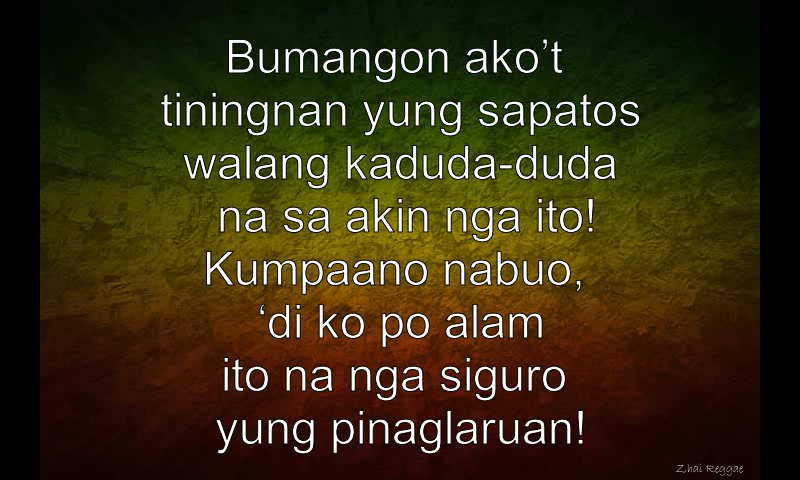 Bumangon ako’t
tiningnan yung sapatos
walang kaduda-duda
na sa akin nga ito!
Kumpaano nabuo,
‘di ko po alam
ito na nga siguro
yung pinaglaruan!
Zhai Reggae